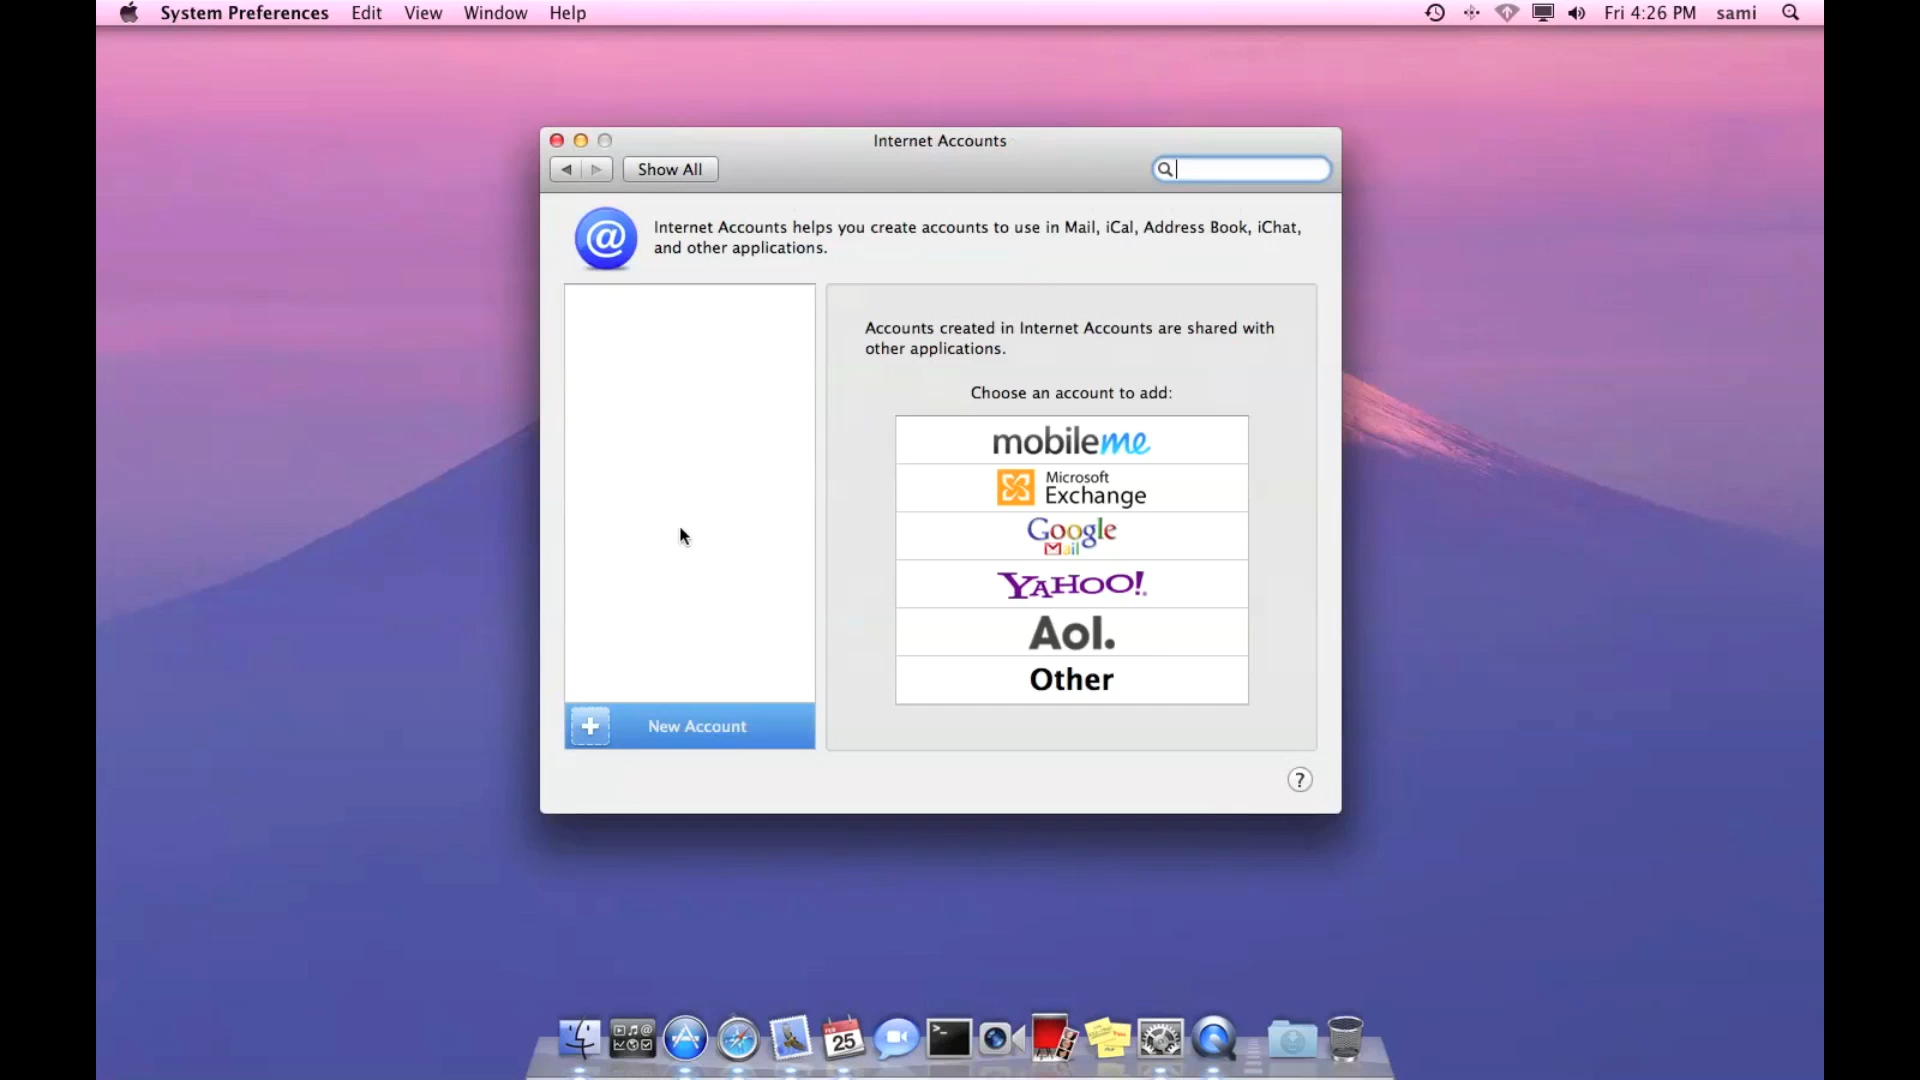 System Preferences Edit View Window Help Fri 4:26 PM sami
Internet Accounts
Show All
Internet Accounts helps you create accounts to use in Mail, iCal, Address Book, iChat,
and other applications.
Accounts created in Internet Accounts are shared with
other applications.
Choose an account to add:
mobileme
Microsoft
Exchange
Google
Mail
YAHOO!
Aol.
Other
New Account
?
FEB
25